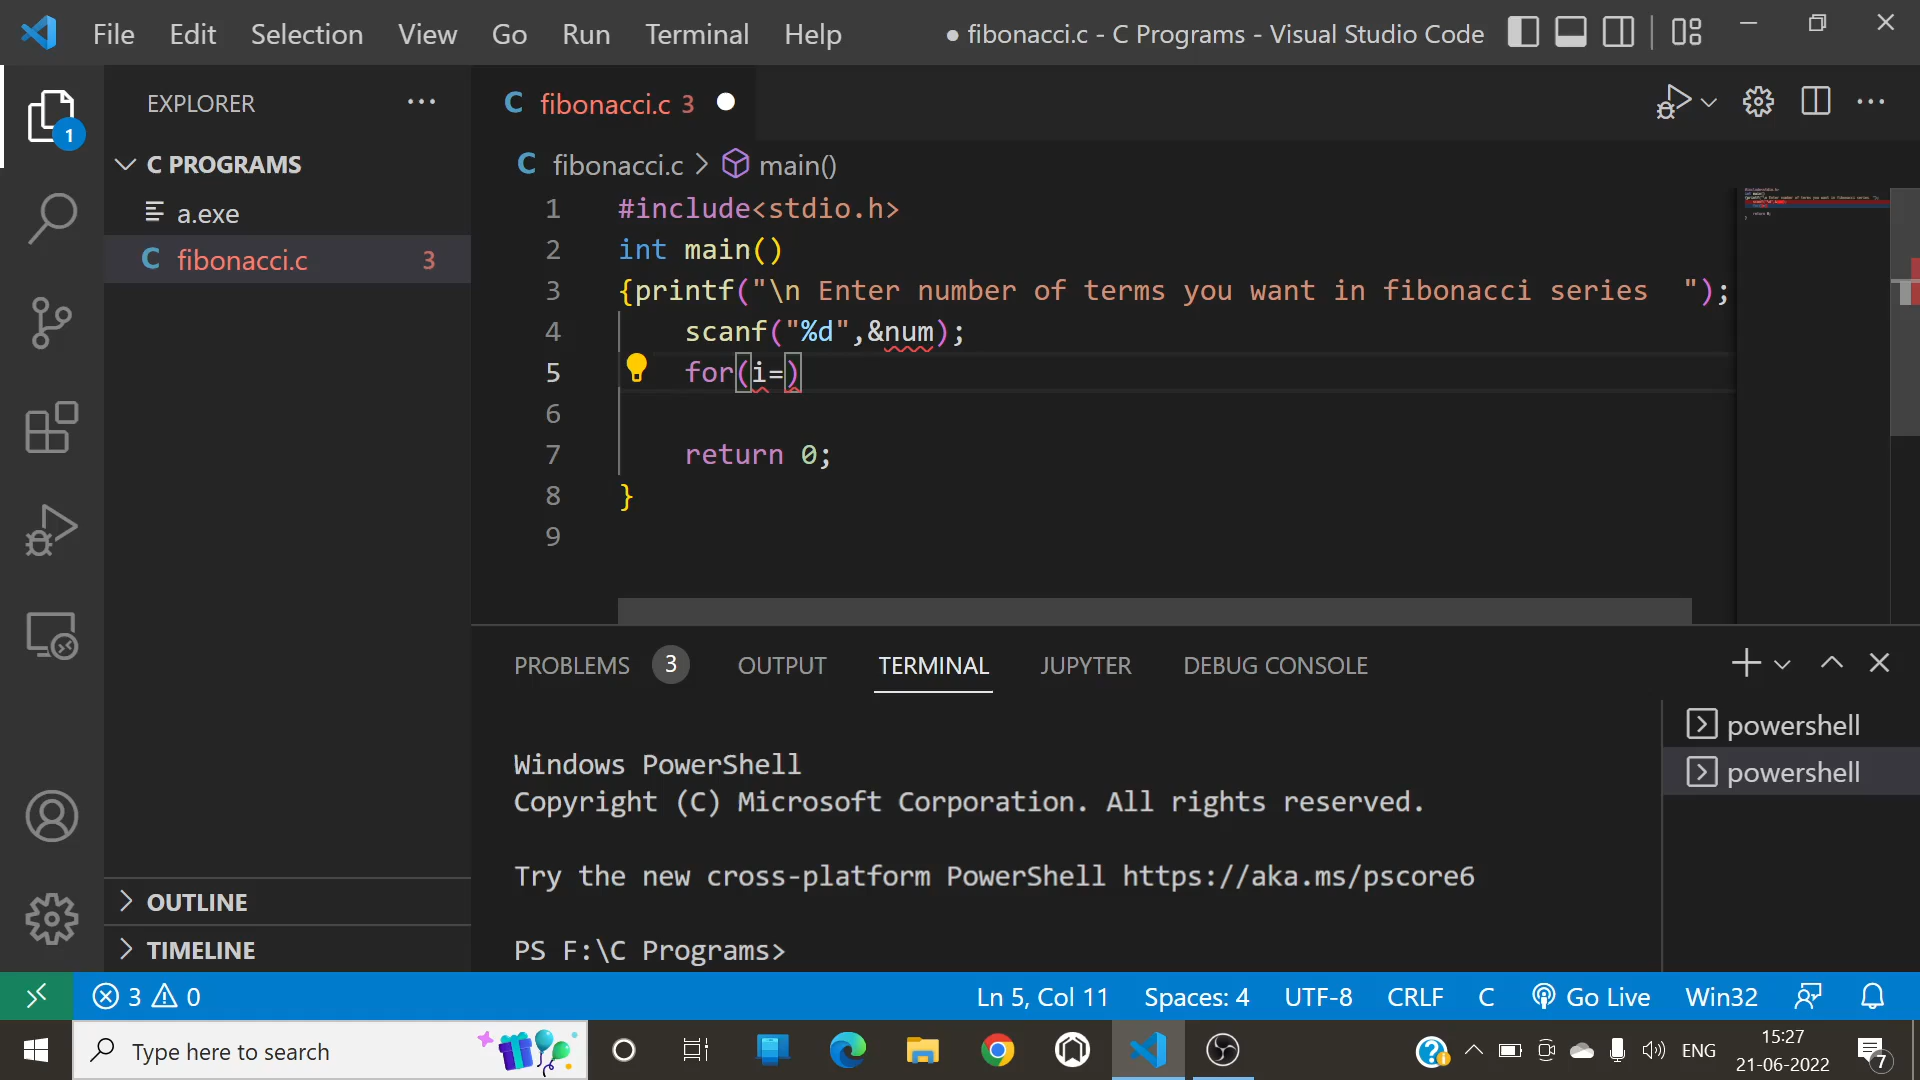 File Edit Selection View Go Run Terminal Help ● fibonacci.c - C Programs - Visual Studio Code
EXPLORER ···
C PROGRAMS
a.exe
C fibonacci.c 3
1
OUTLINE
TIMELINE
C fibonacci.c 3 ●
C fibonacci.c > main()
1 #include<stdio.h>
2 int main()
3 {printf("\n Enter number of terms you want in fibonacci series  ");
4     scanf("%d",&num);
5     for(i=)
6
7     return 0;
8 }
9
PROBLEMS 3 OUTPUT TERMINAL JUPYTER DEBUG CONSOLE
Windows PowerShell
Copyright (C) Microsoft Corporation. All rights reserved.
Try the new cross-platform PowerShell https://aka.ms/pscore6
PS F:\C Programs>
powershell
powershell
3 0 Ln 5, Col 11 Spaces: 4 UTF-8 CRLF C Go Live Win32
Type here to search
ENG
15:27
21-06-2022
7